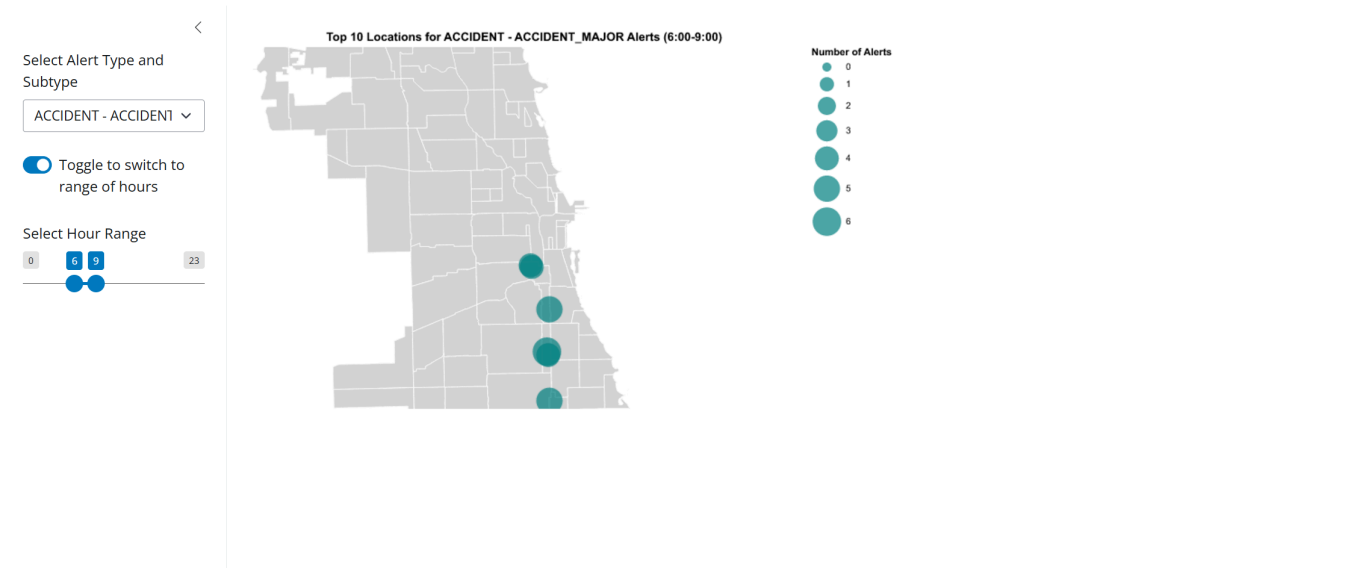 Select Alert Type and
Subtype
ACCIDENT - ACCIDENT
Toggle to switch to
range of hours
Select Hour Range
0 6 9 23
Top 10 Locations for ACCIDENT - ACCIDENT_MAJOR Alerts (6:00-9:00)
Number of Alerts
0
1
2
3
4
5
6